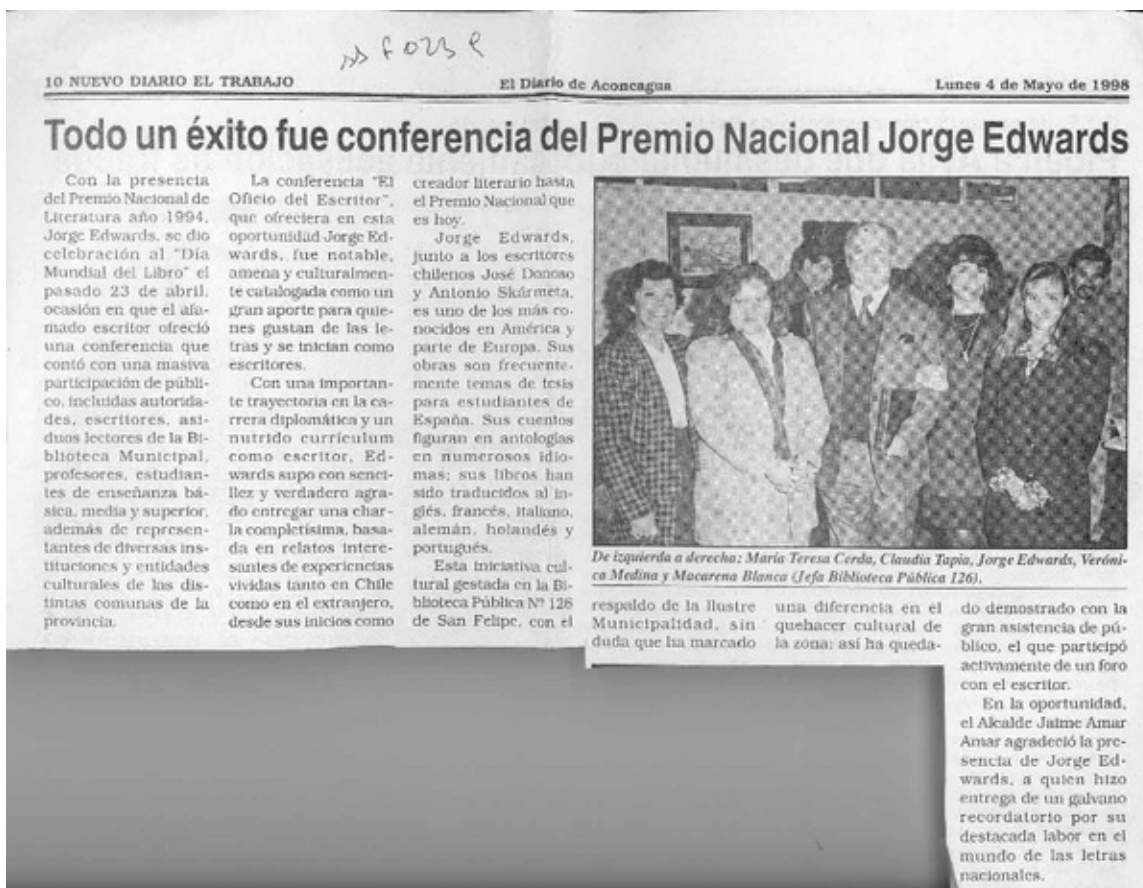 10 NUEVO DIARIO EL TRABAJO
El Diario de Aconcagua
Lunes 4 de Mayo de 1998
Todo un éxito fue conferencia del Premio Nacional Jorge Edwards
Con la presencia
del Premio Nacional de
Literatura año 1994,
Jorge Edwards, se dio
celebración al "Día
Mundial del Libro" el
pasado 23 de abril,
ocasión en que el afa-
mado escritor ofreció
una conferencia que
contó con una masiva
participación de públi-
co, incluidas autorida-
des, escritores, asi-
duos lectores de la Bi-
blioteca Municipal,
profesores, estudian-
tes de enseñanza bá-
sica, media y superior,
además de represen-
tantes de diversas ins-
tituciones y entidades
culturales de las dis-
tintas comunas de la
provincia.
La conferencia "El
Oficio del Escritor",
que ofreciera en esta
oportunidad Jorge Ed-
wards, fue notable,
amena y culturalmen-
te catalogada como un
gran aporte para quie-
nes gustan de las le-
tras y se inician como
escritores.
Con una importan-
te trayectoria en la ca-
rrera diplomática y un
nutrido currículum
como escritor, Ed-
wards supo con senci-
llez y verdadero agra-
do entregar una char-
la completísima, basa-
da en relatos intere-
santes de experiencias
vividas tanto en Chile
como en el extranjero,
desde sus inicios como
creador literario hasta
el Premio Nacional que
es hoy.
Jorge Edwards,
junto a los escritores
chilenos José Donoso
y Antonio Skármeta,
es uno de los más co-
nocidos en América y
parte de Europa. Sus
obras son frecuente-
mente temas de tesis
para estudiantes de
España. Sus cuentos
figuran en antologías
en numerosos idio-
mas; sus libros han
sido traducidos al in-
glés, francés, italiano,
alemán, holandés y
portugués.
Esta iniciativa cul-
tural gestada en la Bi-
blioteca Pública Nº 126
de San Felipe, con el
De izquierda a derecha: María Teresa Cerda, Claudia Tapia, Jorge Edwards, Veróni-
ca Medina y Macarena Blanca (Jefa Biblioteca Pública 126).
respaldo de la Ilustre
Municipalidad, sin
duda que ha marcado
una diferencia en el
quehacer cultural de
la zona; así ha queda-
do demostrado con la
gran asistencia de pú-
blico, el que participó
activamente de un foro
con el escritor.
En la oportunidad,
el Alcalde Jaime Amar
Amar agradeció la pre-
sencia de Jorge Ed-
wards, a quien hizo
entrega de un galvano
recordatorio por su
destacada labor en el
mundo de las letras
nacionales.